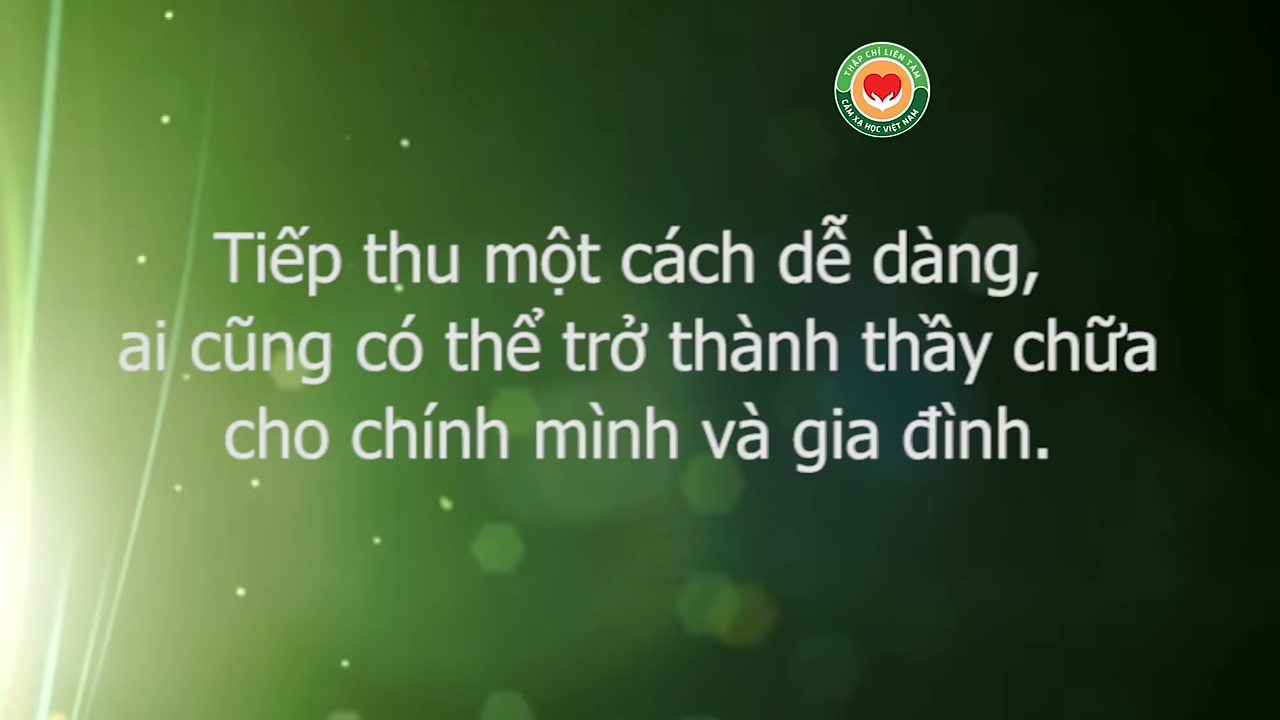 THẬP CHỈ LIÊN TÂM
CẢM XẠ HỌC VIỆT NAM
Tiếp thu một cách dễ dàng,
ai cũng có thể trở thành thầy chữa
cho chính mình và gia đình.